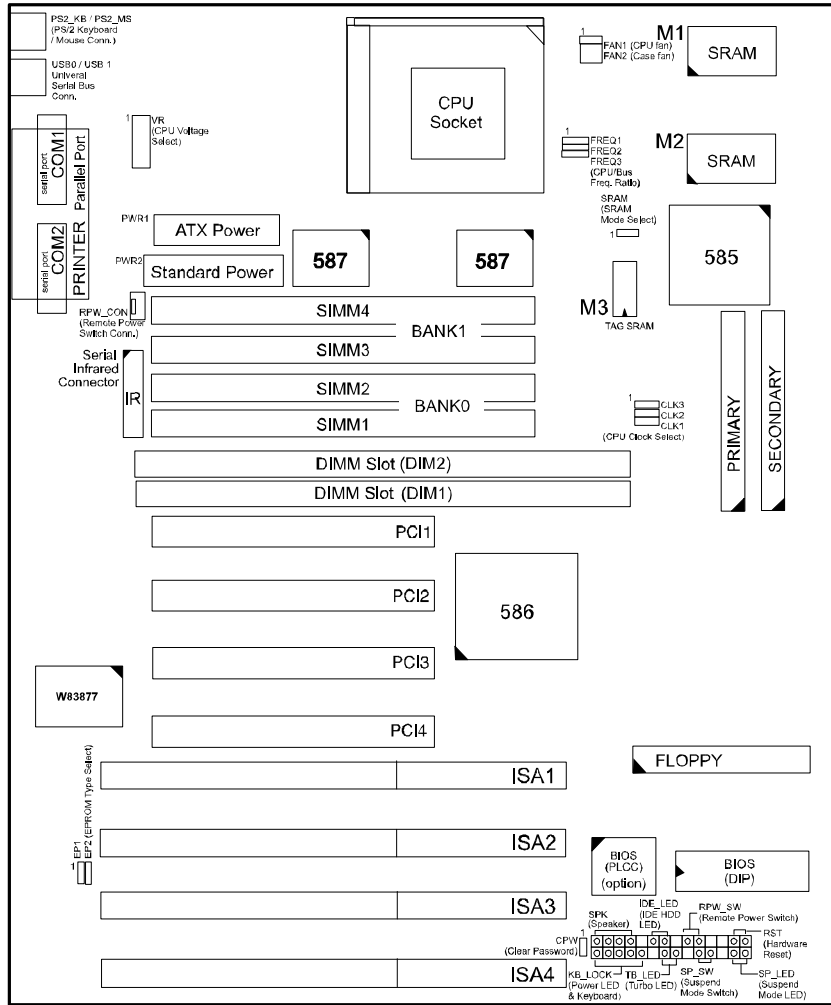 PS2_KB / PS2_MS
(PS/2 Keyboard
/ Mouse Conn.)
USB0 / USB 1
Univeral
Serial Bus
Conn.
1
VR
(CPU Voltage
Select)
CPU
Socket
1
FAN1 (CPU fan)
FAN2 (Case fan)
M1
SRAM
1
FREQ1
FREQ2
FREQ3
(CPU/Bus
Freq. Ratio)
M2
SRAM
SRAM
(SRAM
Mode Select)
1
serial port
COM1
Parallel Port
serial port
COM2
PRINTER
PWR1
ATX Power
PWR2
Standard Power
587
587
585
M3
TAG SRAM
RPW_CON
(Remote Power
Switch Conn.)
SIMM4
BANK1
SIMM3
Serial
Infrared
Connector
IR
SIMM2
BANK0
SIMM1
1
CLK3
CLK2
CLK1
(CPU Clock Select)
PRIMARY
SECONDARY
DIMM Slot (DIM2)
DIMM Slot (DIM1)
PCI1
PCI2
586
PCI3
W83877
PCI4
FLOPPY
ISA1
EP1
EP2 (EPROM Type Select)
1
ISA2
BIOS
(PLCC)
(option)
BIOS
(DIP)
ISA3
SPK
(Speaker)
IDE_LED
(IDE HDD
LED)
RPW_SW
(Remote Power Switch)
RST
(Hardware
Reset)
1
CPW
(Clear Password)
ISA4
KB_LOCK
(Power LED
& Keyboard)
TB_LED
(Turbo LED)
SP_SW
(Suspend
Mode Switch)
SP_LED
(Suspend
Mode LED)